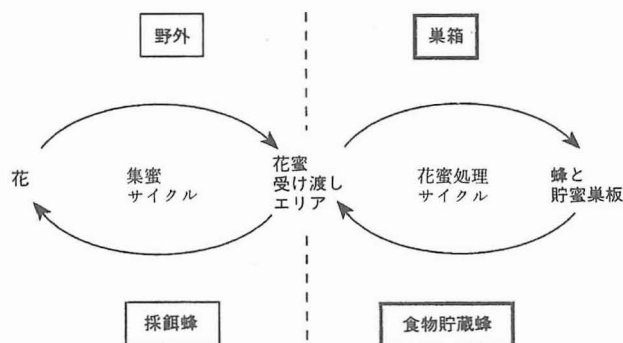 野外
巣箱
花
集蜜
サイクル
花蜜
受け渡し
エリア
花蜜処理
サイクル
蜂と
貯蜜巣板
採餌蜂
食物貯蔵蜂